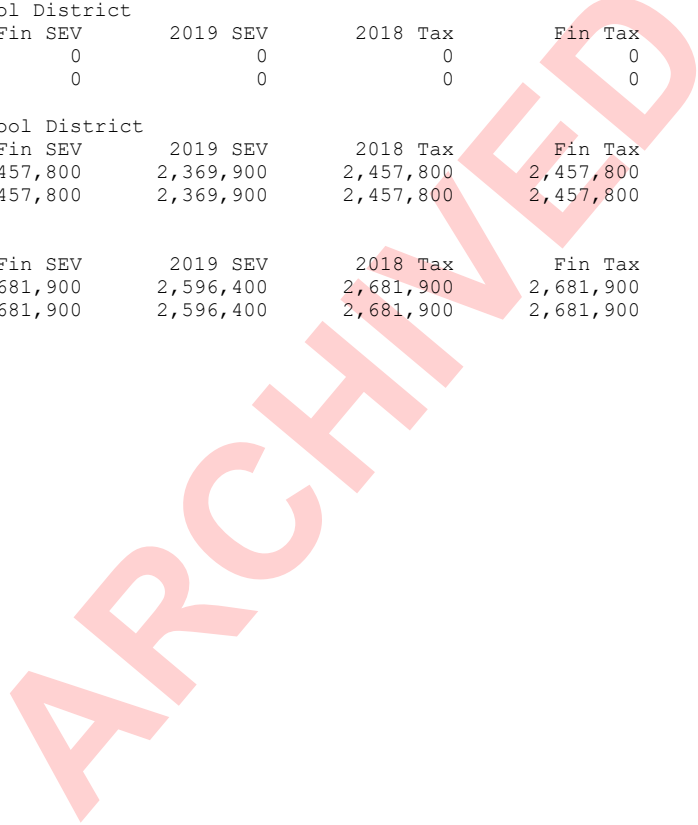 ol District
Fin SEV 2019 SEV 2018 Tax Fin Tax
0 0 0 0
0 0 0 0
ool District
Fin SEV 2019 SEV 2018 Tax Fin Tax
457,800 2,369,900 2,457,800 2,457,800
457,800 2,369,900 2,457,800 2,457,800
Fin SEV 2019 SEV 2018 Tax Fin Tax
681,900 2,596,400 2,681,900 2,681,900
681,900 2,596,400 2,681,900 2,681,900
ARCHIVED